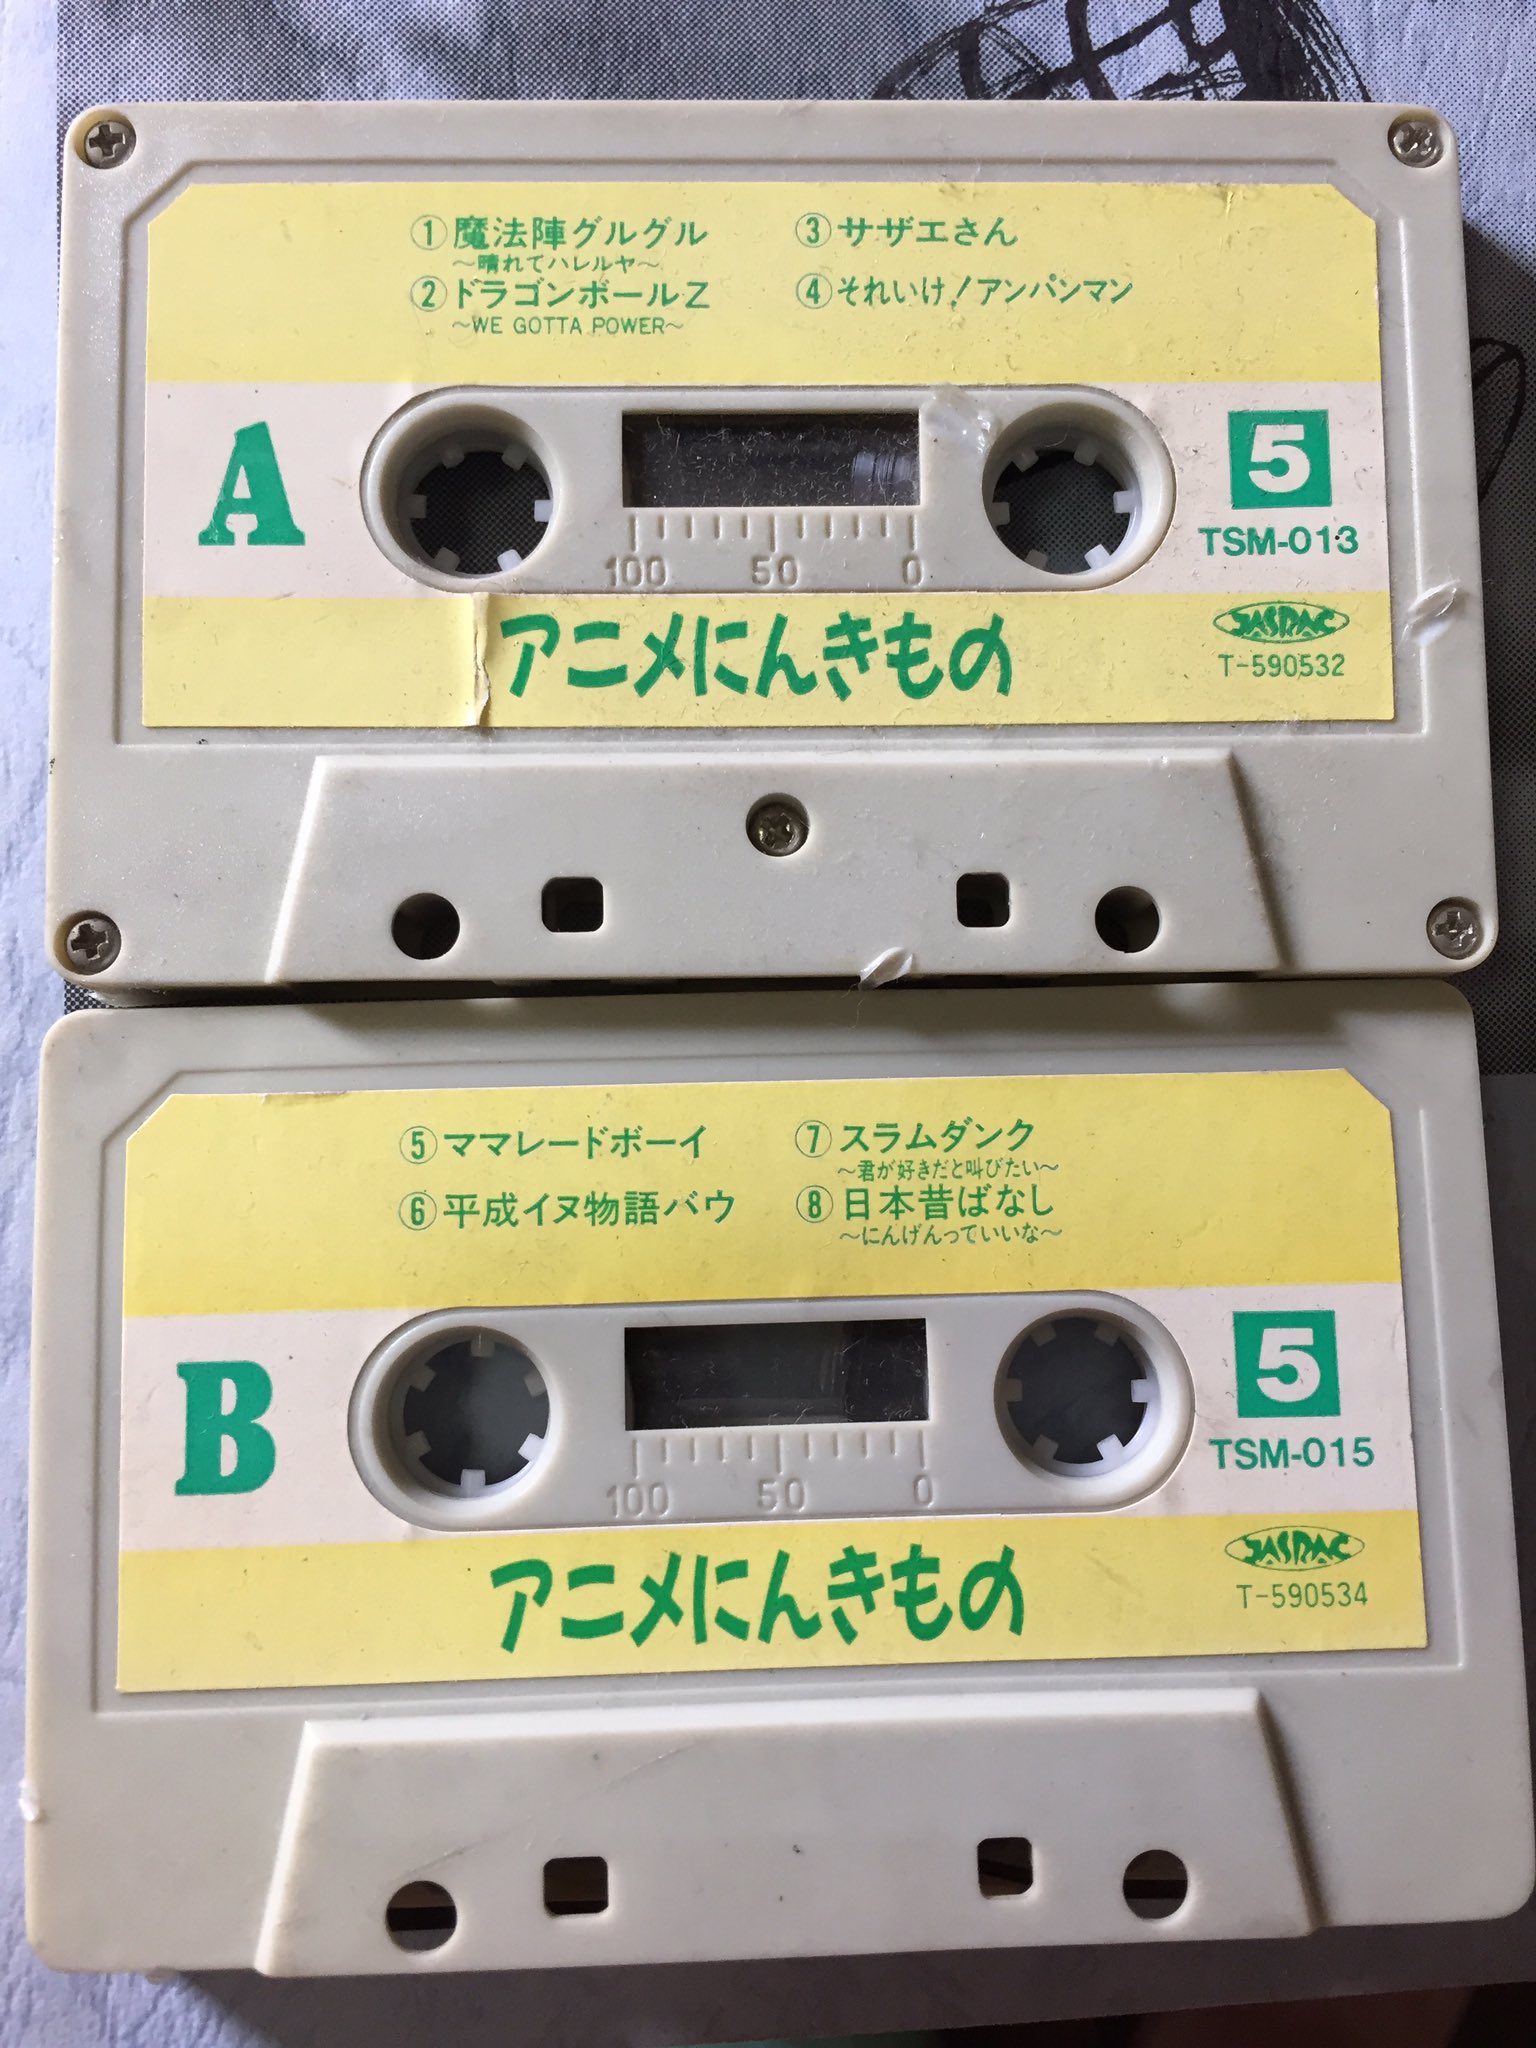 ①魔法陣グルグル
～晴れてハレルヤ～
②ドラゴンボールZ
～WE GOTTA POWER～
③サザエさん
④それいけ!アンパンマン
A
5
TSM-013
100 50 0
アニメにんきもの
JASRAC
T-590532
⑤ママレードボーイ
⑥平成イヌ物語バウ
⑦スラムダンク
～君が好きだと叫びたい～
⑧日本昔ばなし
～にんげんっていいな～
B
5
TSM-015
100 50 0
アニメにんきもの
JASRAC
T-590534